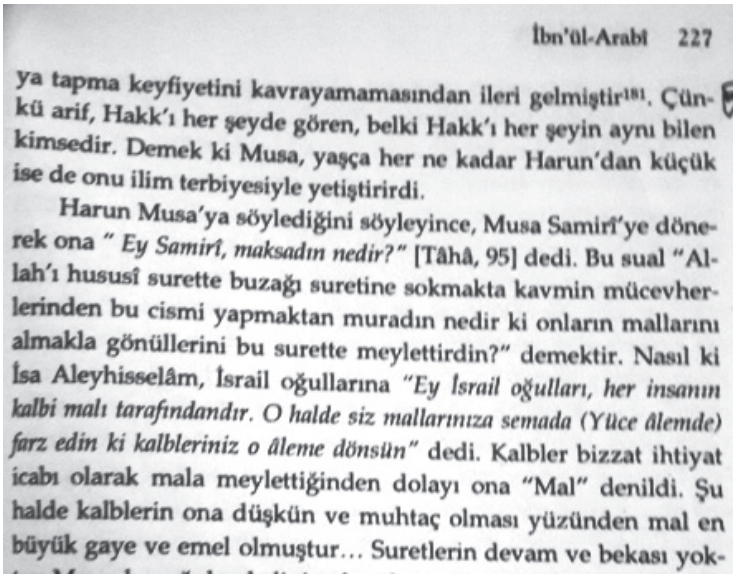 İbn'ül-Arabî 227
ya tapma keyfiyetini kavrayamamasından ileri gelmiştir¹⁸¹. Çün-
kü arif, Hakk'ı her şeyde gören, belki Hakk'ı her şeyin aynı bilen
kimsedir. Demek ki Musa, yaşça her ne kadar Harun'dan küçük
ise de onu ilim terbiyesiyle yetiştirirdi.
Harun Musa'ya söylediğini söyleyince, Musa Samirî'ye döne-
rek ona " Ey Samirî, maksadın nedir?" [Tâhâ, 95] dedi. Bu sual "Al-
lah'ı hususî surette buzağı suretine sokmakta kavmin mücevher-
lerinden bu cismi yapmaktan muradın nedir ki onların mallarını
almakla gönüllerini bu surette meylettirdin?" demektir. Nasıl ki
İsa Aleyhisselâm, İsrail oğullarına "Ey İsrail oğulları, her insanın
kalbi malı tarafındandır. O halde siz mallarınıza semada (Yüce âlemde)
farz edin ki kalbleriniz o âleme dönsün" dedi. Kalbler bizzat ihtiyat
icabı olarak mala meylettiğinden dolayı ona "Mal" denildi. Şu
halde kalblerin ona düşkün ve muhtaç olması yüzünden mal en
büyük gaye ve emel olmuştur... Suretlerin devam ve bekası yok-